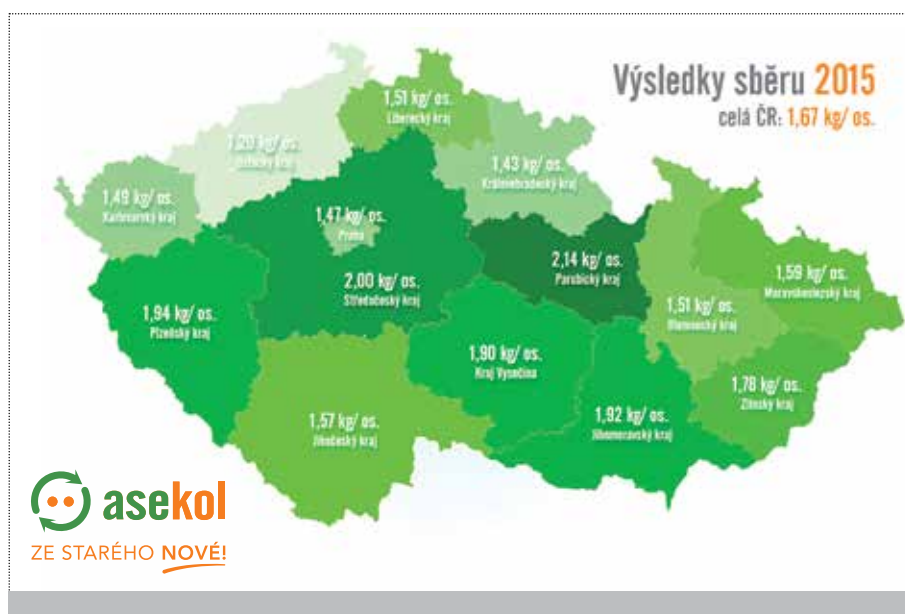 Výsledky sběru 2015
celá ČR: 1,67 kg/ os.
1,51 kg/ os.
Liberecký kraj
1,20 kg/ os.
Ústecký kraj
1,43 kg/ os.
Královéhradecký kraj
1,49 kg/ os.
Karlovarský kraj
1,47 kg/ os.
Praha
2,14 kg/ os.
Pardubický kraj
2,00 kg/ os.
Středočeský kraj
1,59 kg/ os.
Moravskoslezský kraj
1,94 kg/ os.
Plzeňský kraj
1,51 kg/ os.
Olomoucký kraj
1,90 kg/ os.
Kraj Vysočina
1,78 kg/ os.
Zlínský kraj
1,57 kg/ os.
Jihočeský kraj
1,92 kg/ os.
Jihomoravský kraj
asekol
ZE STARÉHO NOVÉ!